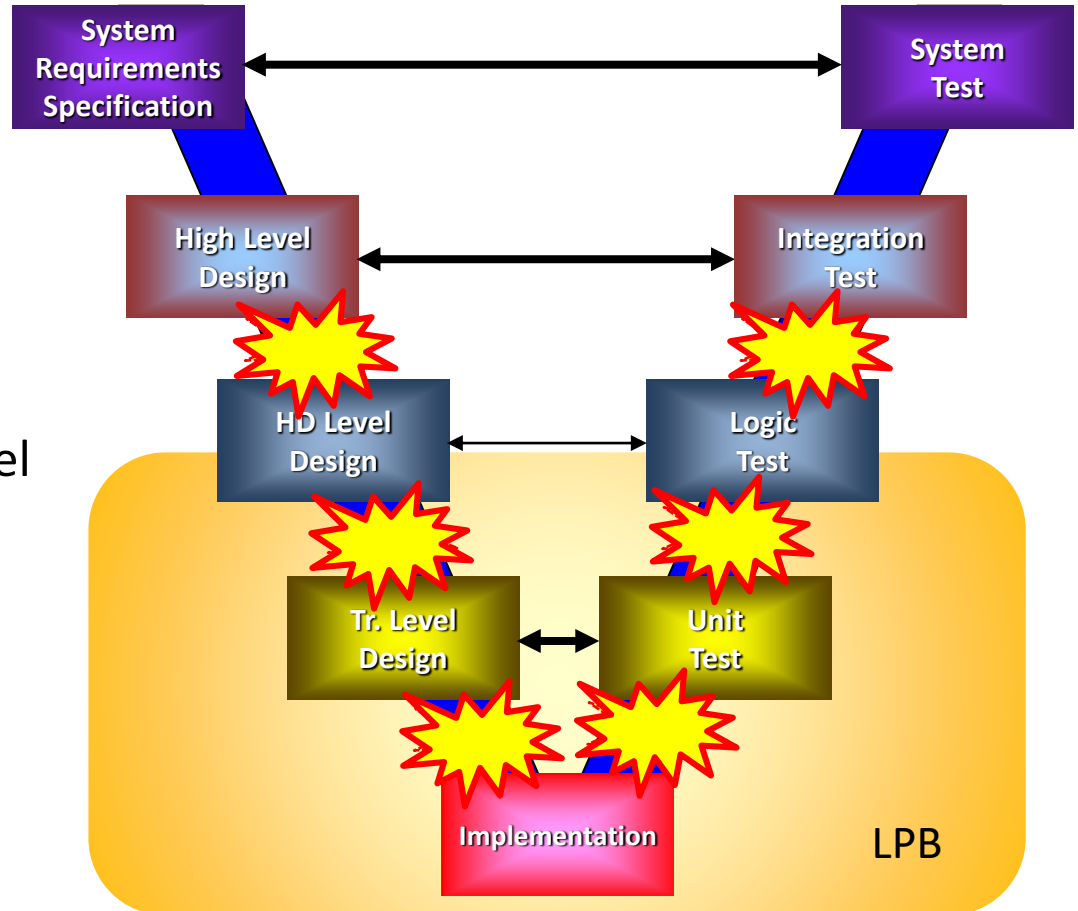 System
Requirements
Specification
System
Test
High Level
Design
Integration
Test
HD Level
Design
Logic
Test
el
Tr. Level
Design
Unit
Test
Implementation
LPB